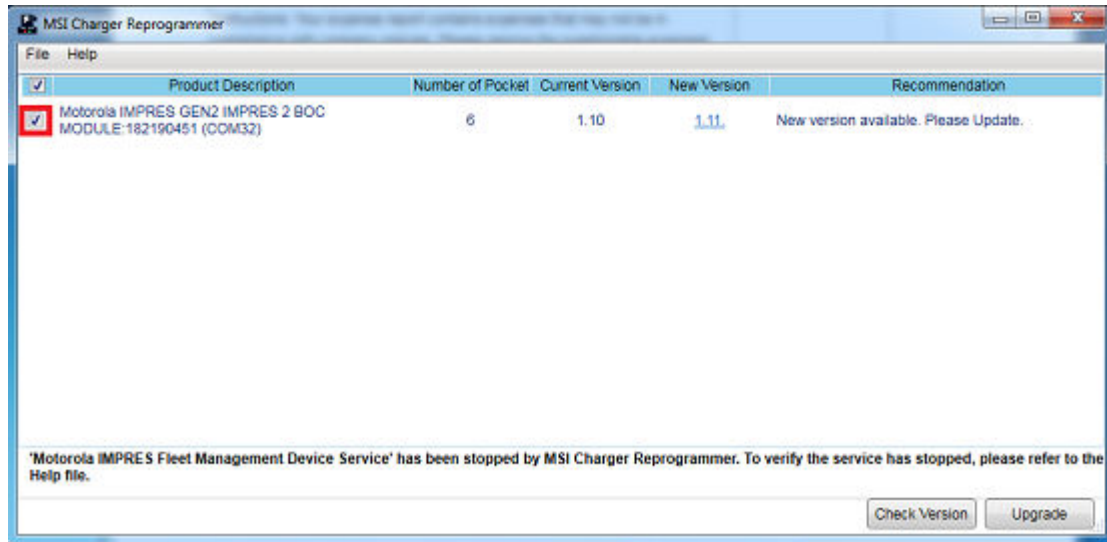 MSI Charger Reprogrammer
File Help
Product Description Number of Pocket Current Version New Version Recommendation
Motorola IMPRES GEN2 IMPRES 2 BOC
MODULE:182190451 (COM32) 6 1.10 1.11. New version available. Please Update.
'Motorola IMPRES Fleet Management Device Service' has been stopped by MSI Charger Reprogrammer. To verify the service has stopped, please refer to the
Help file.
Check Version Upgrade